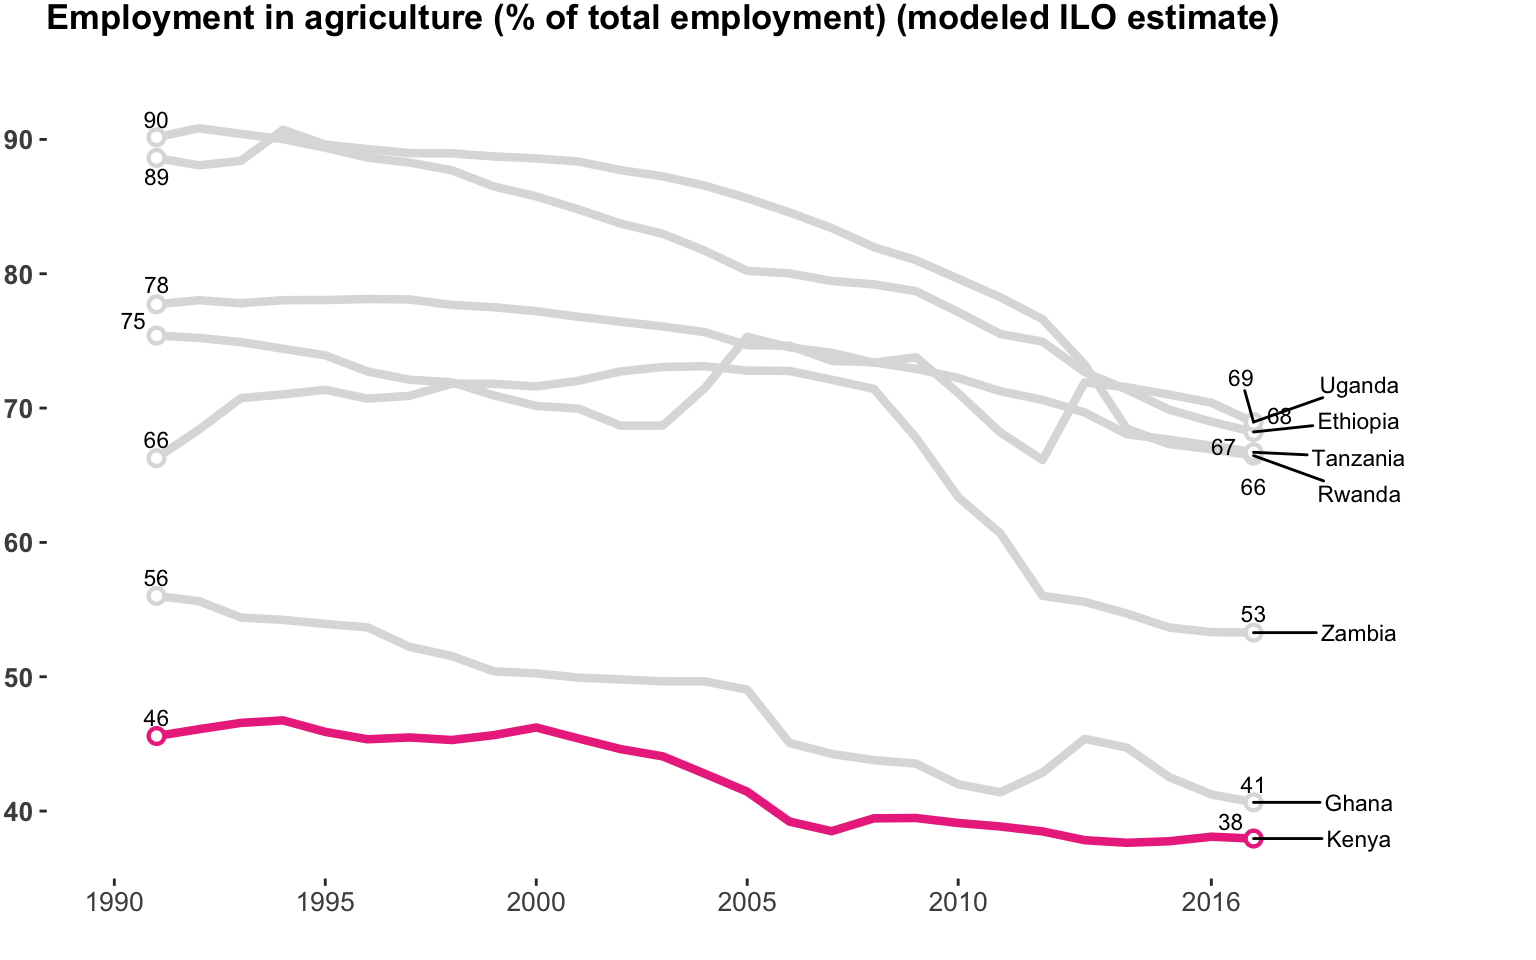 Employment in agriculture (% of total employment) (modeled ILO estimate)
90
90
89
80
78
75
70
69
Uganda
68
Ethiopia
66
67
Tanzania
66
Rwanda
60
56
53
Zambia
50
46
41
Ghana
40
38
Kenya
1990 1995 2000 2005 2010 2016